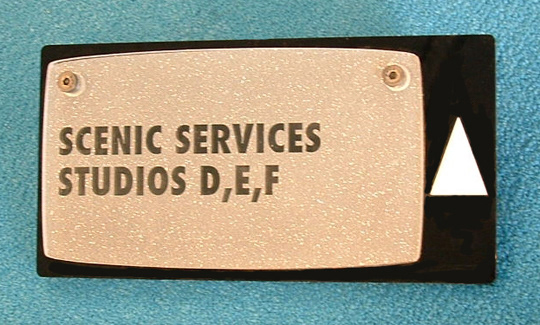 SCENIC SERVICES
STUDIOS D,E,F